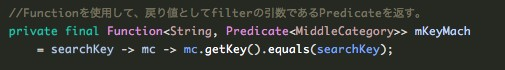 //Functionを使用して、戻り値としてfilterの引数であるPredicateを返す。
private final Function<String, Predicate<MiddleCategory>> mKeyMach
= searchKey -> mc -> mc.getKey().equals(searchKey);